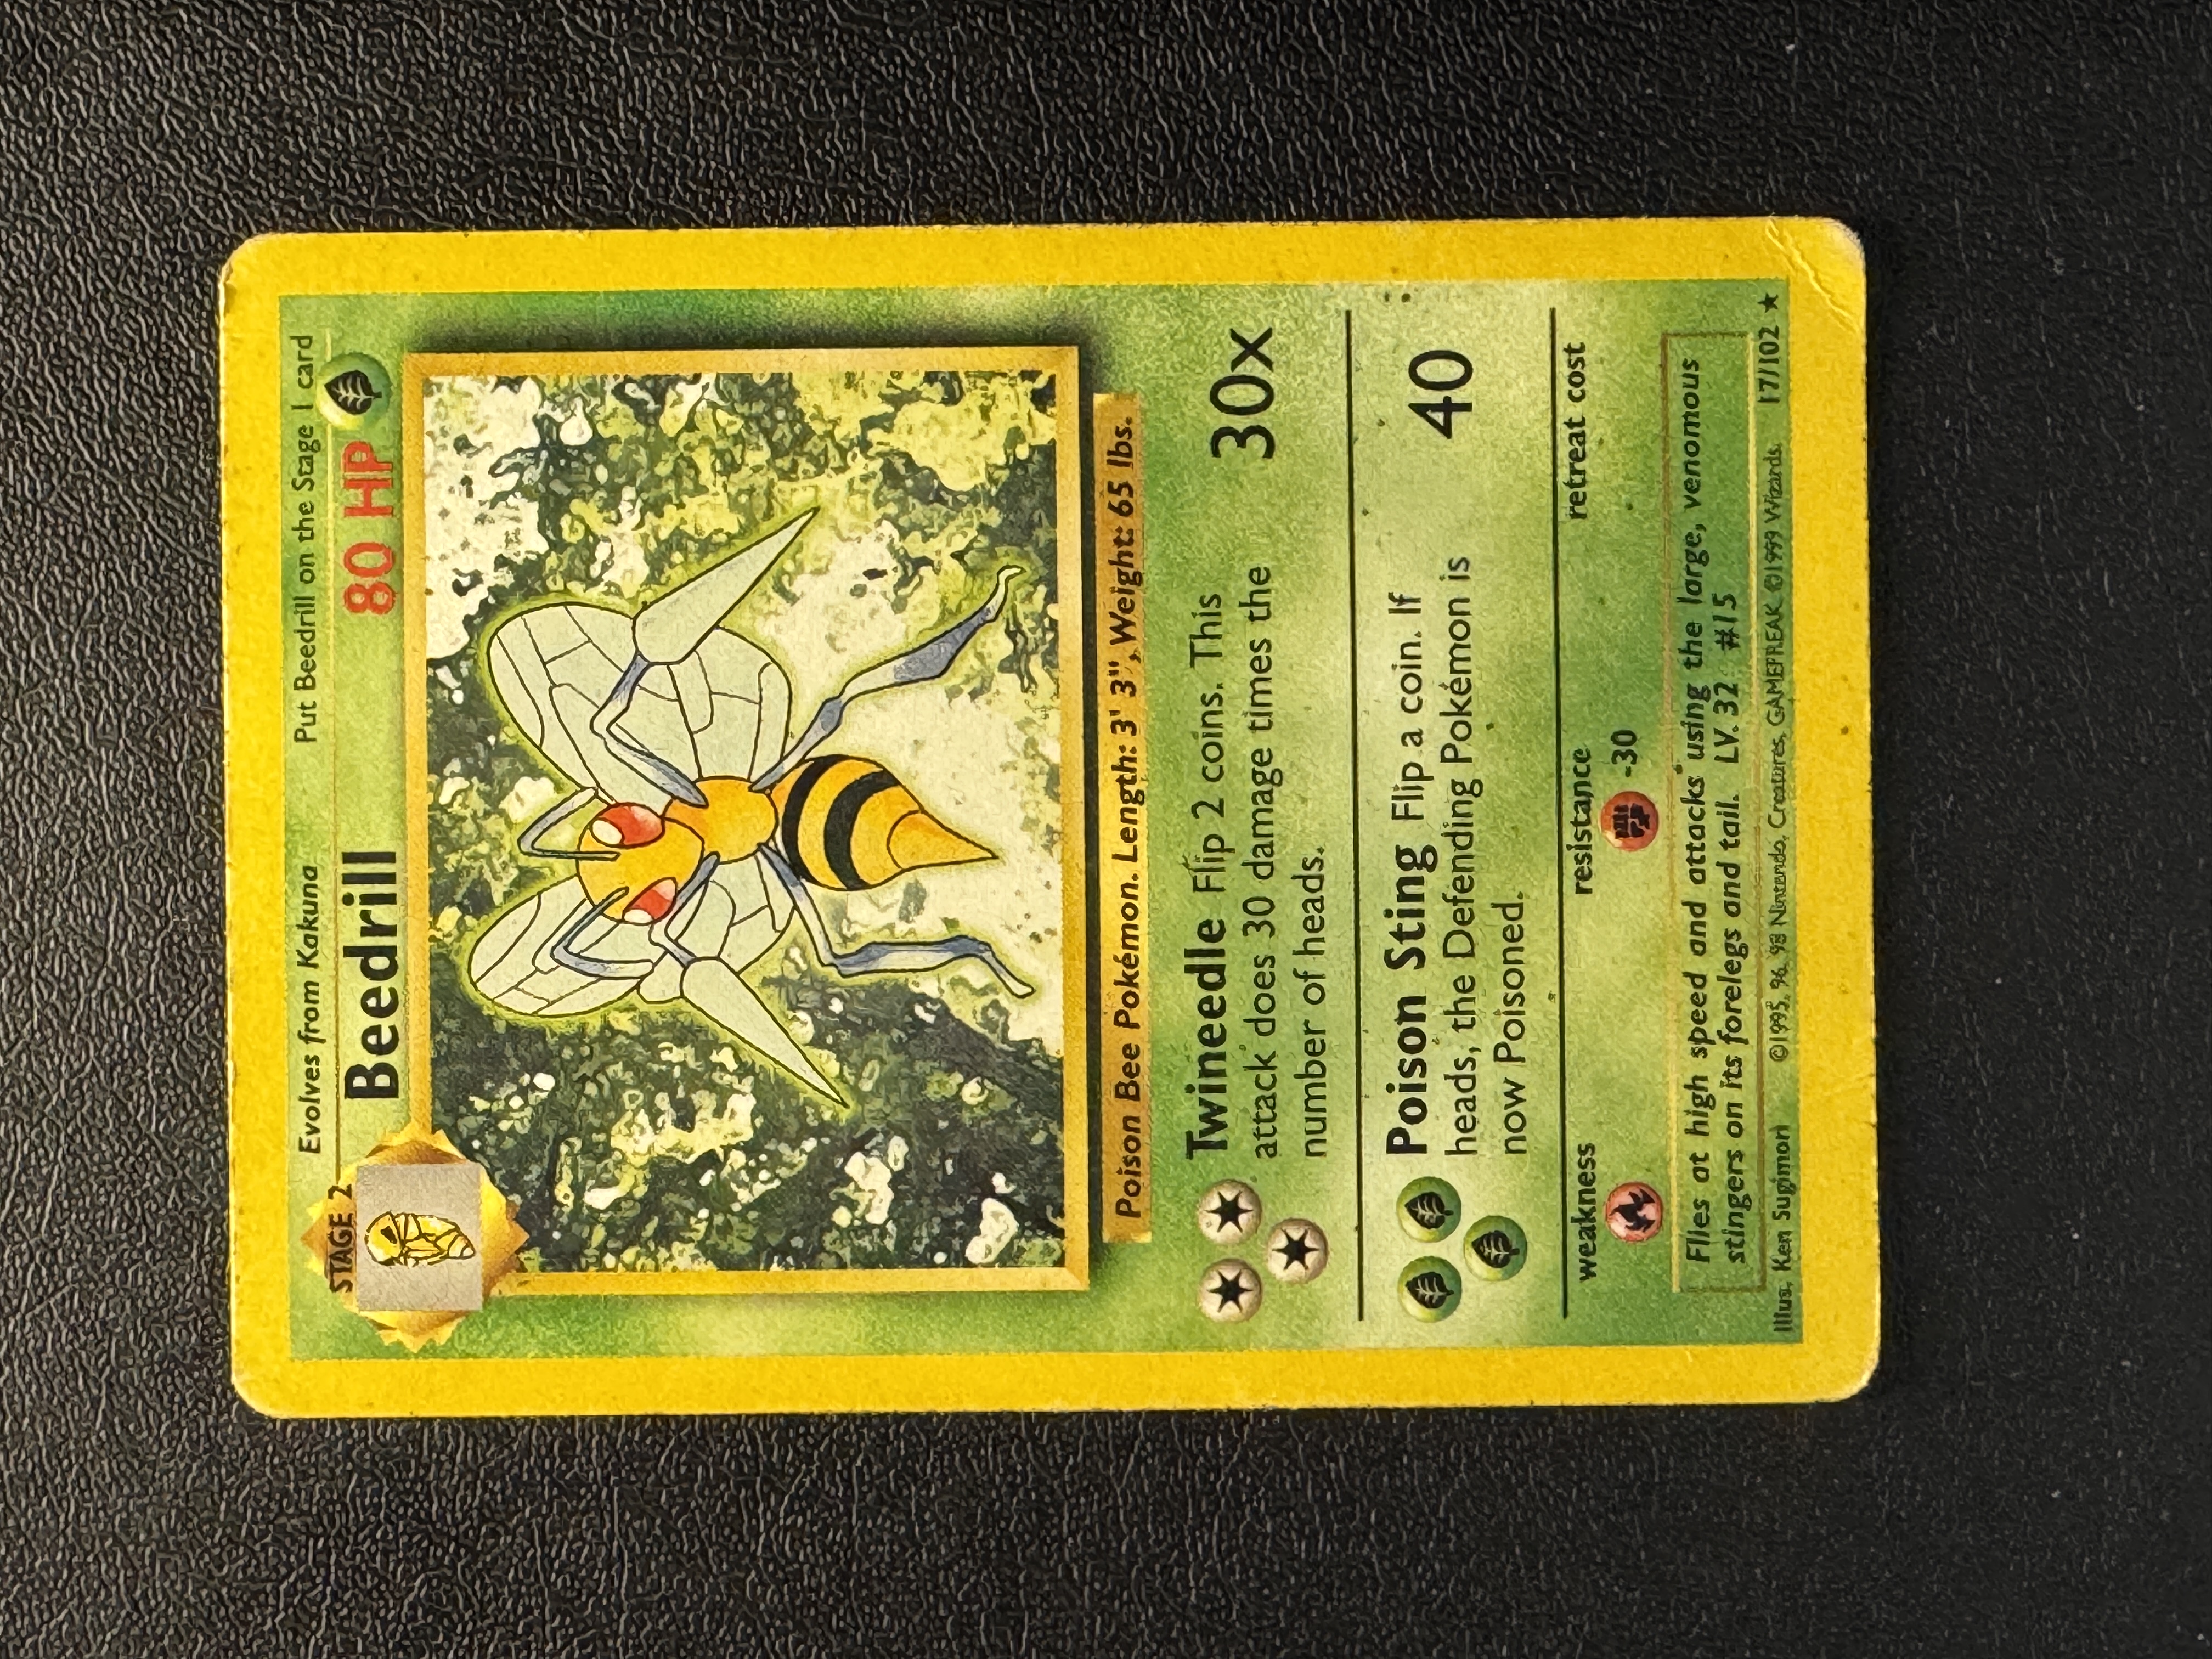 Evolves from Kakuna Put Beedrill on the Stage 1 card
STAGE 2
Beedrill 80 HP
Poison Bee Pokémon. Length: 3' 3", Weight: 65 lbs.
Twineedle Flip 2 coins. This
attack does 30 damage times the
number of heads.
30x
Poison Sting Flip a coin. If
heads, the Defending Pokémon is
now Poisoned.
40
weakness resistance retreat cost
-30
Flies at high speed and attacks using the large, venomous
stingers on its forelegs and tail. LV. 32 #15
Illus. Ken Sugimori ©1995, 96, 98 Nintendo, Creatures, GAMEFREAK. ©1999 Wizards. 17/102 ★